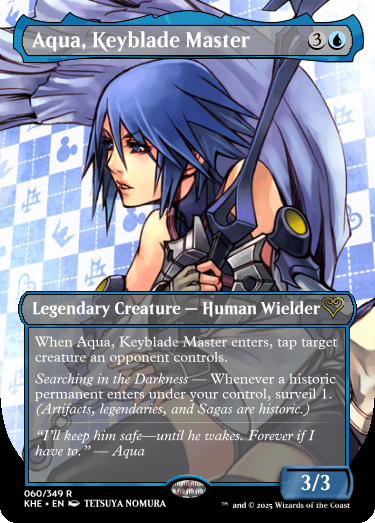 Aqua, Keyblade Master 3
Legendary Creature — Human Wielder
When Aqua, Keyblade Master enters, tap target
creature an opponent controls.
Searching in the Darkness — Whenever a historic
permanent enters under your control, surveil 1.
(Artifacts, legendaries, and Sagas are historic.)
“I’ll keep him safe—until he wakes. Forever if I
have to.” — Aqua
3/3
060/349 R
KHE • EN TETSUYA NOMURA
™ and © 2025 Wizards of the Coast